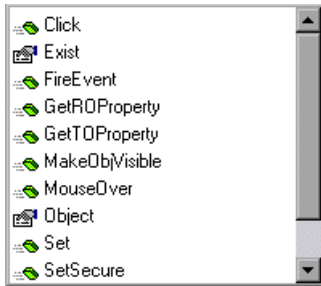 Click
Exist
FireEvent
GetROProperty
GetTOProperty
MakeObjVisible
MouseOver
Object
Set
SetSecure